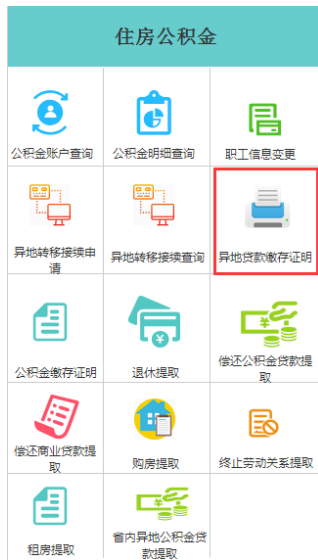 住房公积金
公积金账户查询
公积金明细查询
职工信息变更
异地转移接续申
请
异地转移接续查询
异地贷款缴存证明
公积金缴存证明
退休提取
偿还公积金贷款提
取
偿还商业贷款提
取
购房提取
终止劳动关系提取
租房提取
省内异地公积金贷
款提取